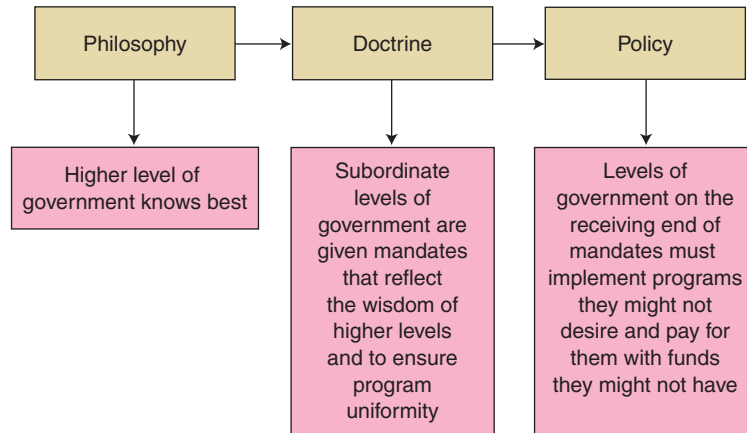 Philosophy
Doctrine
Policy
Higher level of
government knows best
Subordinate
levels of
government are
given mandates
that reflect
the wisdom of
higher levels
and to ensure
program
uniformity
Levels of
government on the
receiving end of
mandates must
implement programs
they might not
desire and pay for
them with funds
they might not have